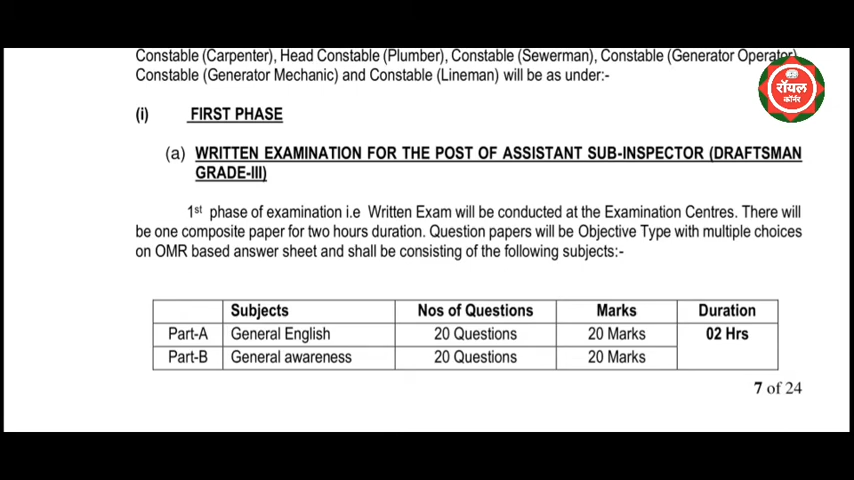 Constable (Carpenter), Head Constable (Plumber), Constable (Sewerman), Constable (Generator Operator),
Constable (Generator Mechanic) and Constable (Lineman) will be as under:-
रॉयल
कॉर्नर
(i) FIRST PHASE
(a) WRITTEN EXAMINATION FOR THE POST OF ASSISTANT SUB-INSPECTOR (DRAFTSMAN
GRADE-III)
1st phase of examination i.e Written Exam will be conducted at the Examination Centres. There will
be one composite paper for two hours duration. Question papers will be Objective Type with multiple choices
on OMR based answer sheet and shall be consisting of the following subjects:-
Subjects Nos of Questions Marks Duration
Part-A General English 20 Questions 20 Marks 02 Hrs
Part-B General awareness 20 Questions 20 Marks
7 of 24